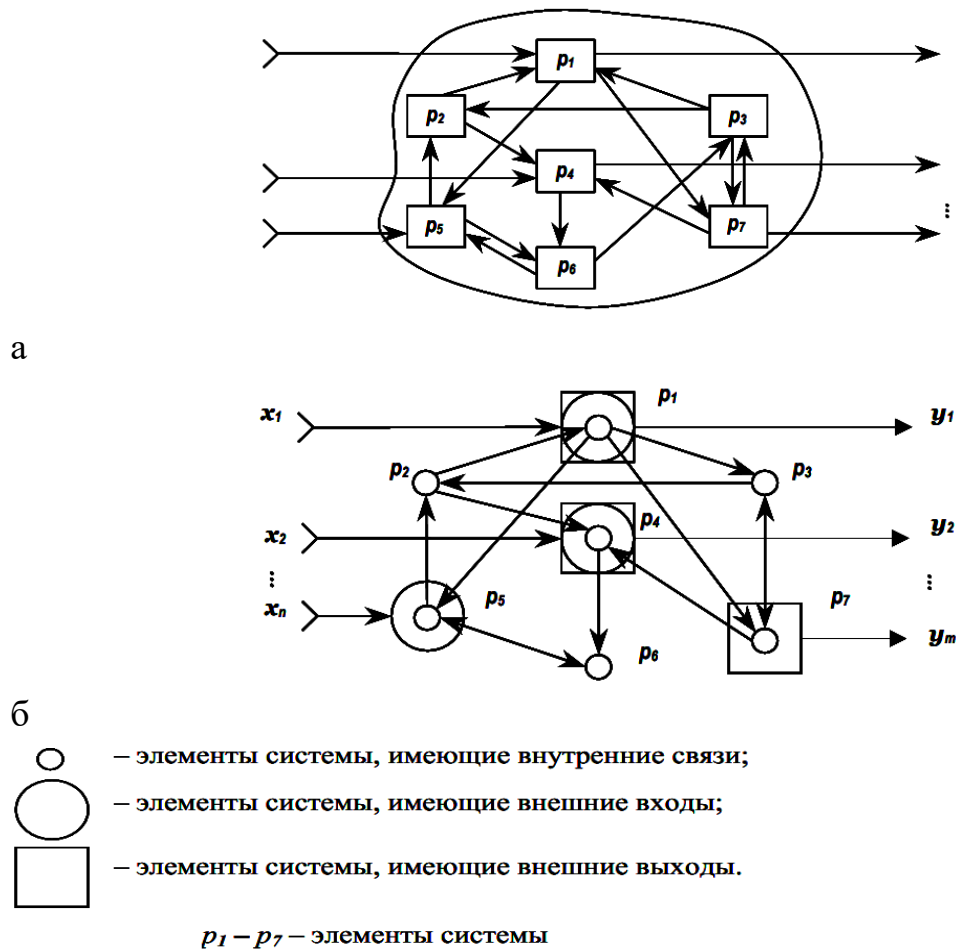 p1
p2 p3
p4
p5 p7
...
p6
а
x1 p1 y1
p2 p3
x2 p4 y2
... ...
xn p5 p7 ym
p6
б
– элементы системы, имеющие внутренние связи;
– элементы системы, имеющие внешние входы;
– элементы системы, имеющие внешние выходы.
p1 – p7 – элементы системы